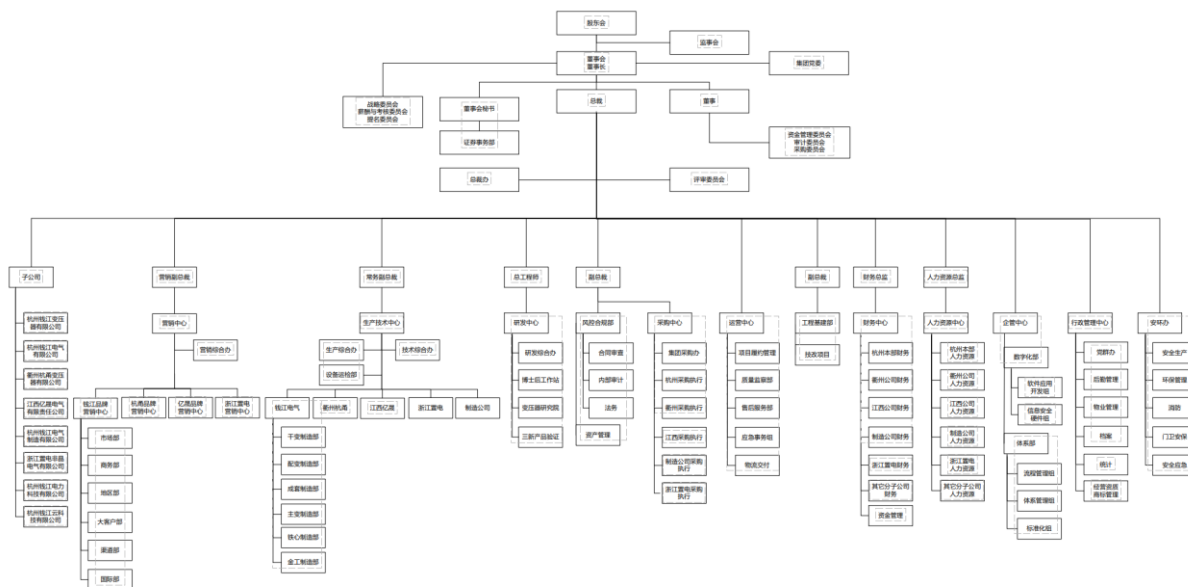 股东会
监事会
董事会
董事长
集团党委
战略委员会
薪酬与考核委员会
提名委员会
董事会秘书
总裁
董事
证券事务部
资金管理委员会
审计委员会
采购委员会
总裁办
评审委员会
子公司
营销副总裁
常务副总裁
总工程师
副总裁
副总裁
财务总监
人力资源总监
杭州钱江变压
器有限公司
杭州钱江电气
有限公司
衢州杭甬变压
器有限公司
江西亿晟电气
有限责任公司
杭州钱江电气
制造有限公司
电气有限公司
杭州钱江电力
科技有限公司
杭州钱江云科
技有限公司
营销中心
营销综合办
钱江品牌
营销中心
杭甬品牌
营销中心
亿晟品牌
营销中心
浙江置电
营销中心
市场部
商务部
地区部
大客户部
渠道部
国际部
生产技术中心
生产综合办
技术综合办
设备运检部
钱江电气
衢州杭甬
江西亿晟
浙江置电
制造公司
干变制造部
配变制造部
成套制造部
主变制造部
铁心制造部
金工制造部
研发中心
研发综合办
博士后工作站
变压器研究院
三新产品验证
风控合规部
合同审查
内部审计
法务
资产管理
采购中心
集团采购办
杭州采购执行
衢州采购执行
江西采购执行
制造公司采购
执行
浙江置电采购
执行
运营中心
项目履约管理
质量监察部
售后服务部
应急事务组
物流交付
工程基建部
技改项目
财务中心
杭州本部财务
衢州公司财务
江西公司财务
制造公司财务
浙江置电财务
其它分子公司
财务
资金管理
人力资源中心
杭州本部
人力资源
衢州公司
人力资源
江西公司
人力资源
制造公司
人力资源
浙江置电
人力资源
其它分子公司
人力资源
企管中心
数字化部
软件应用
开发组
信息安全
硬件组
体系部
流程管理组
体系管理组
标准化组
行政管理中心
党群办
后勤管理
物业管理
档案
统计
经营资质
商标管理
安环办
安全生产
环保管理
消防
门卫安保
安全应急